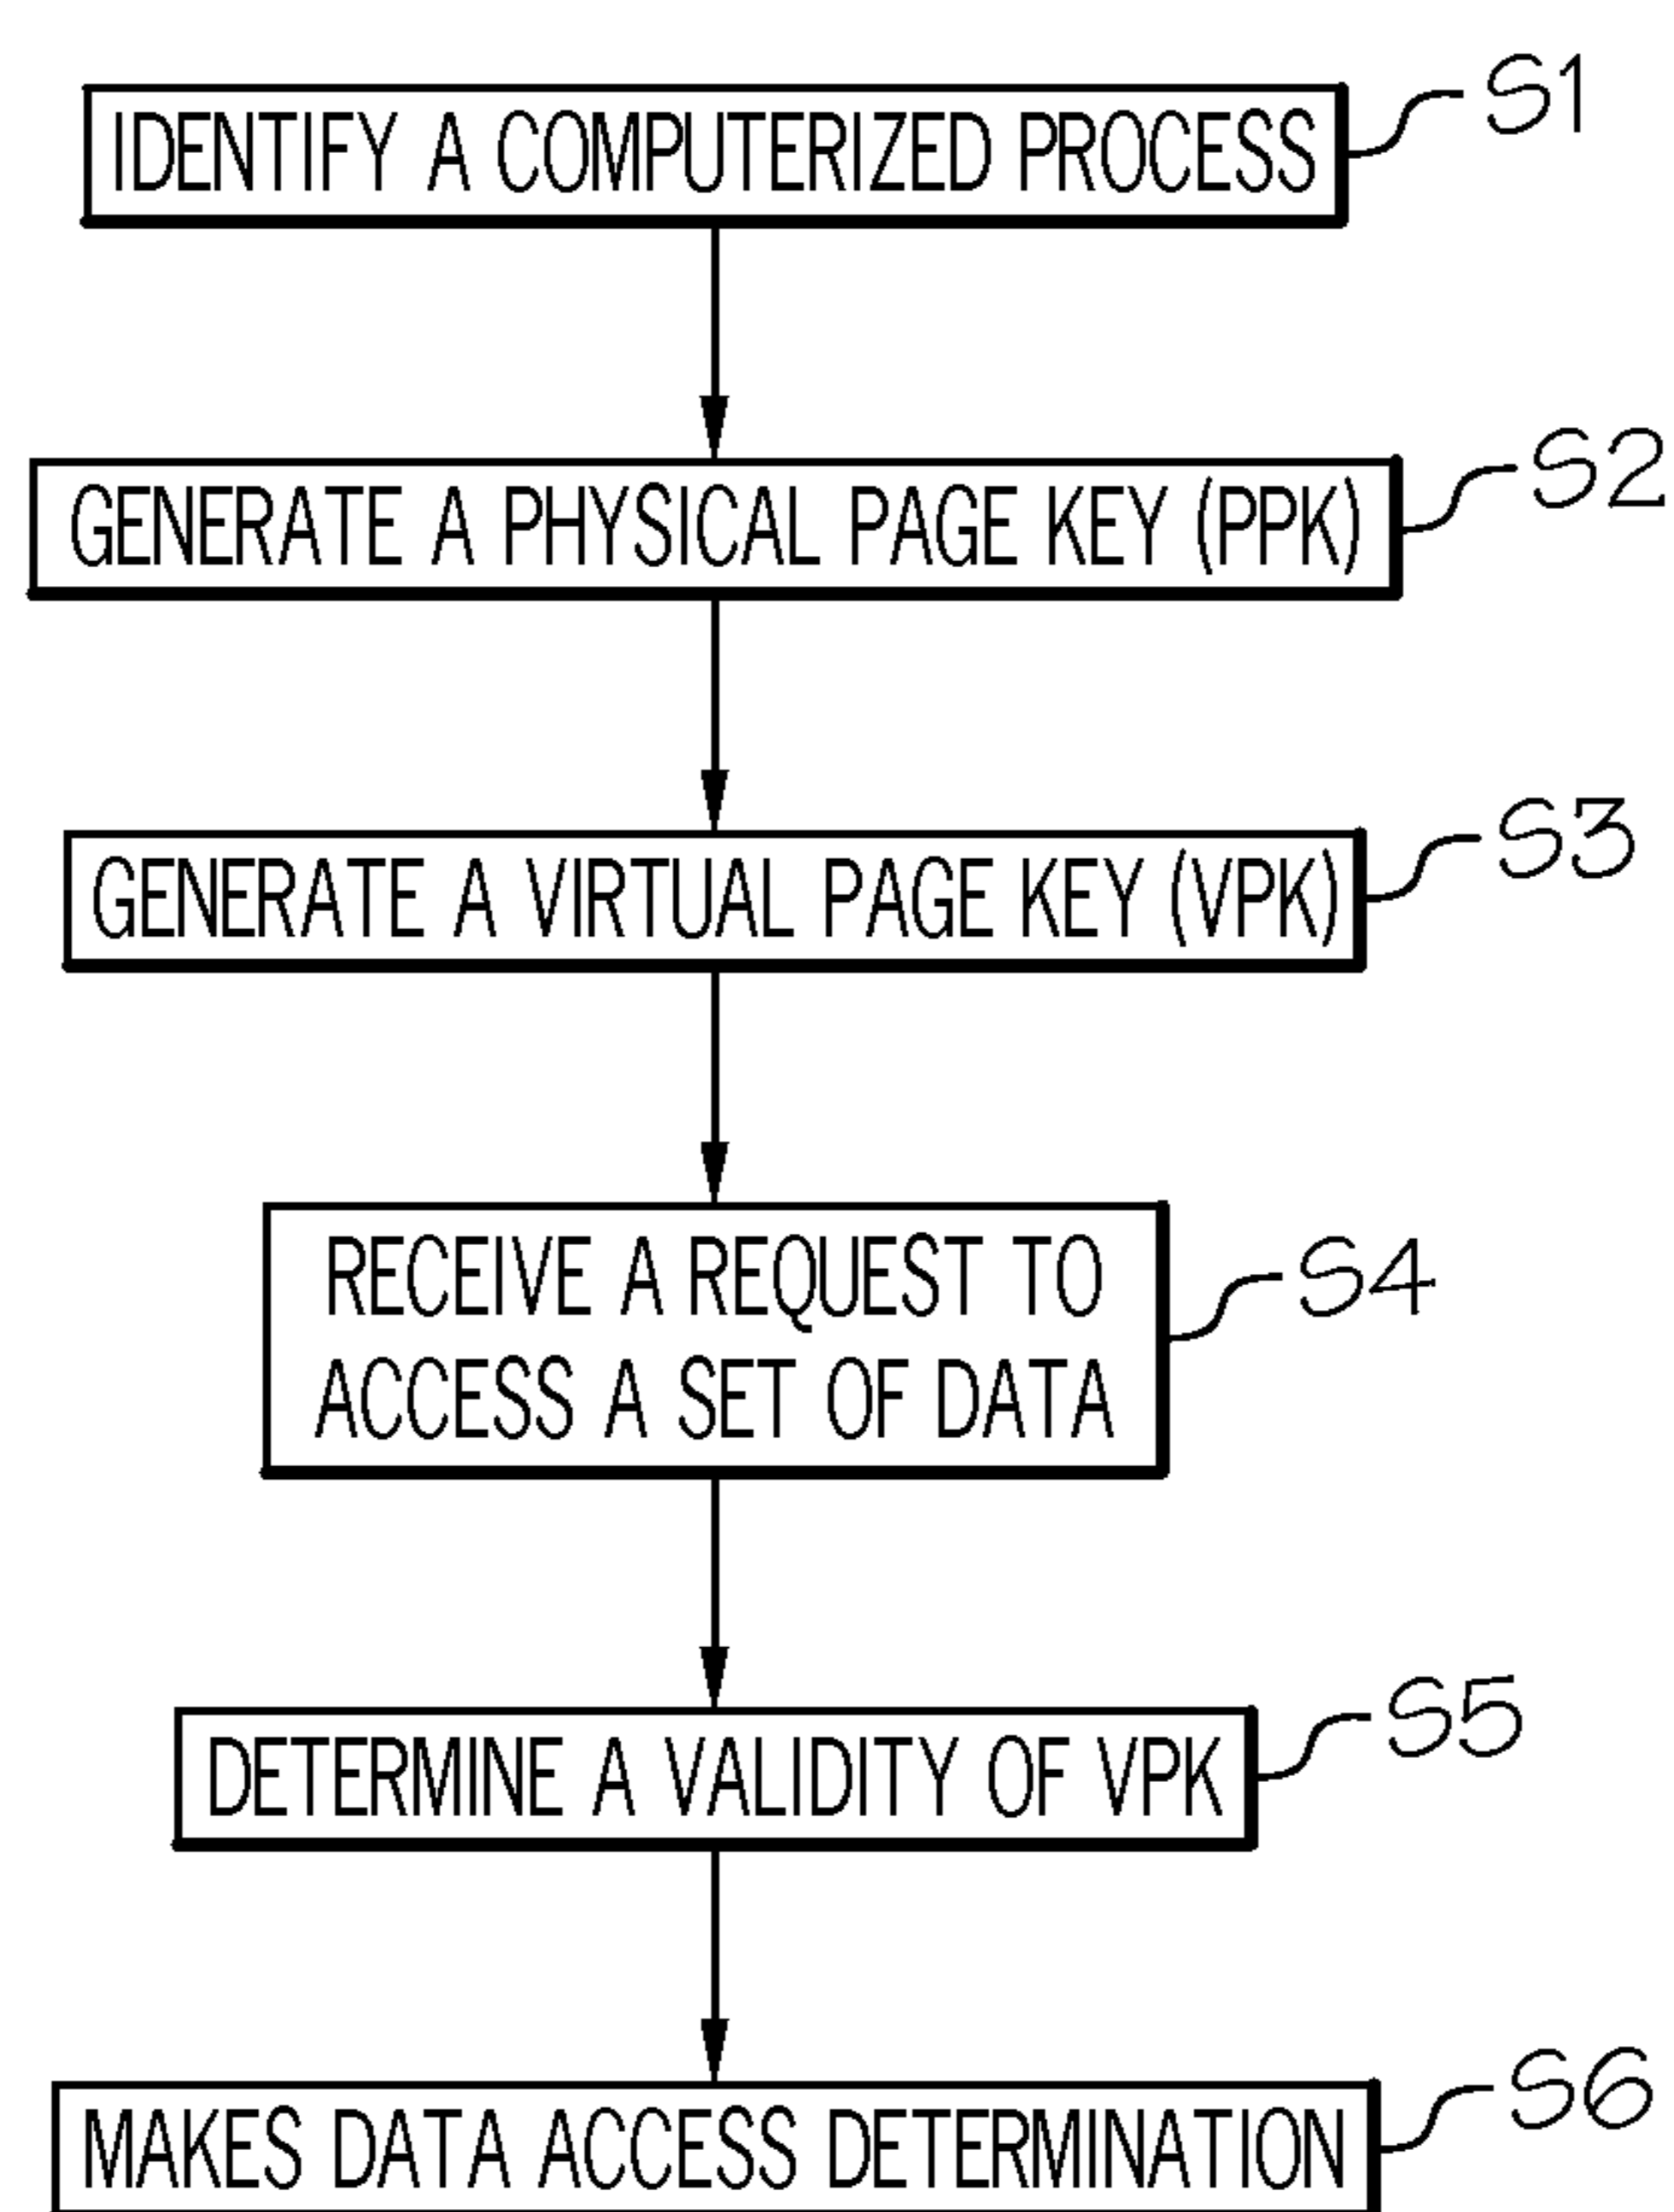 IDENTIFY A COMPUTERIZED PROCESS
S1
GENERATE A PHYSICAL PAGE KEY (PPK)
S2
GENERATE A VIRTUAL PAGE KEY (VPK)
S3
RECEIVE A REQUEST TO
ACCESS A SET OF DATA
S4
DETERMINE A VALIDITY OF VPK
S5
MAKES DATA ACCESS DETERMINATION
S6